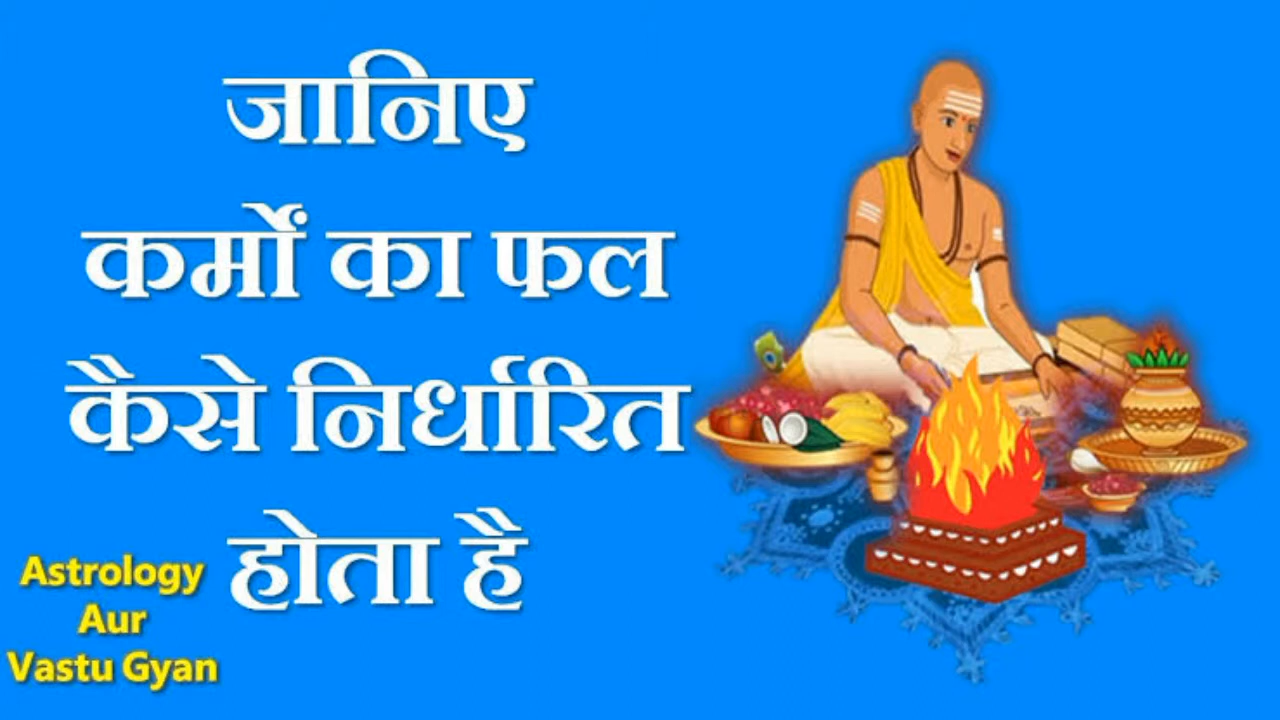 जानिए
कर्मों का फल
कैसे निर्धारित
होता है
Astrology
Aur
Vastu Gyan